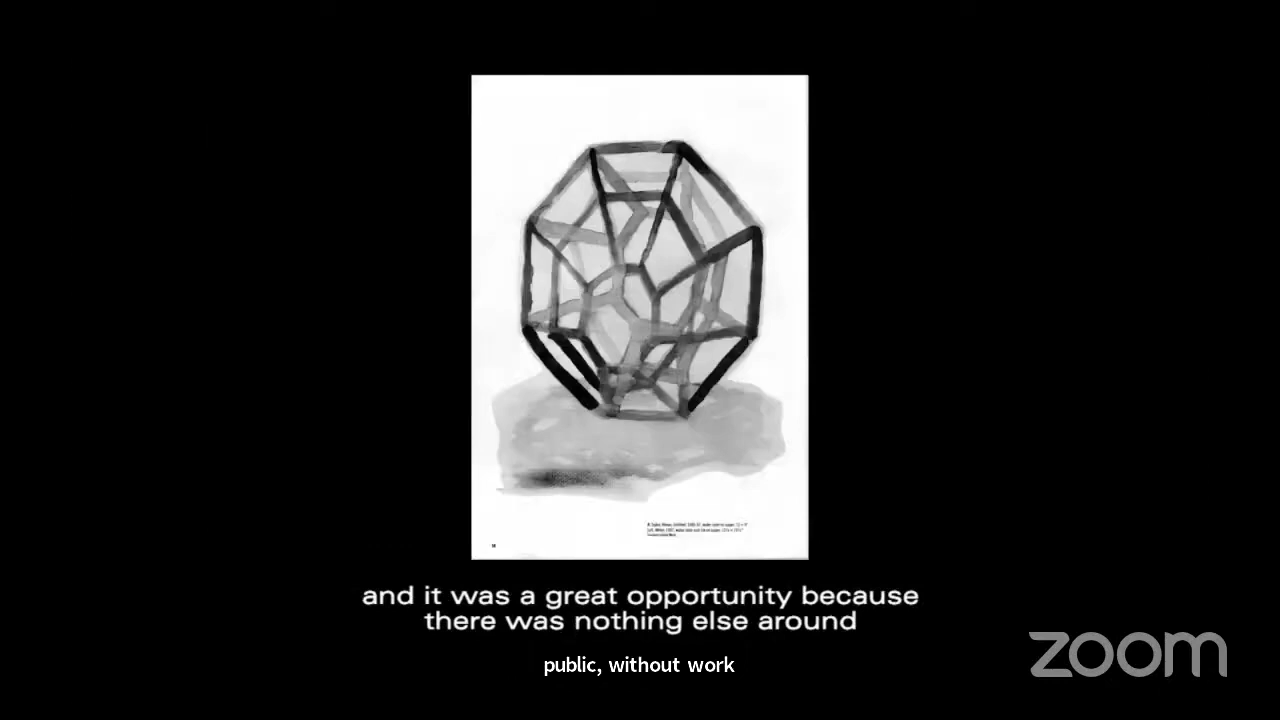 and it was a great opportunity because
there was nothing else around
public, without work
zoom